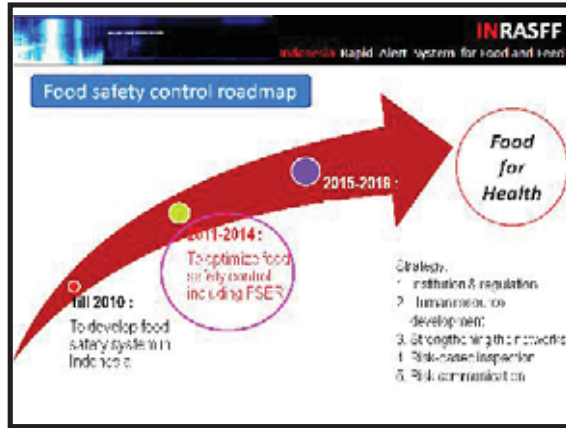 INRASFF
Indonesia Rapid Alert System for Food and Feed
Food safety control roadmap
Food
for
Health
2015-2018 :
2011-2014 :
To optimize food
safety control
including FSER
Till 2010 :
To develop food
safety system in
Indonesia
Strategy:
1. Institution & regulation
2. Human resource
development
3. Strengthening the networks
4. Risk-based inspection
5. Risk communication